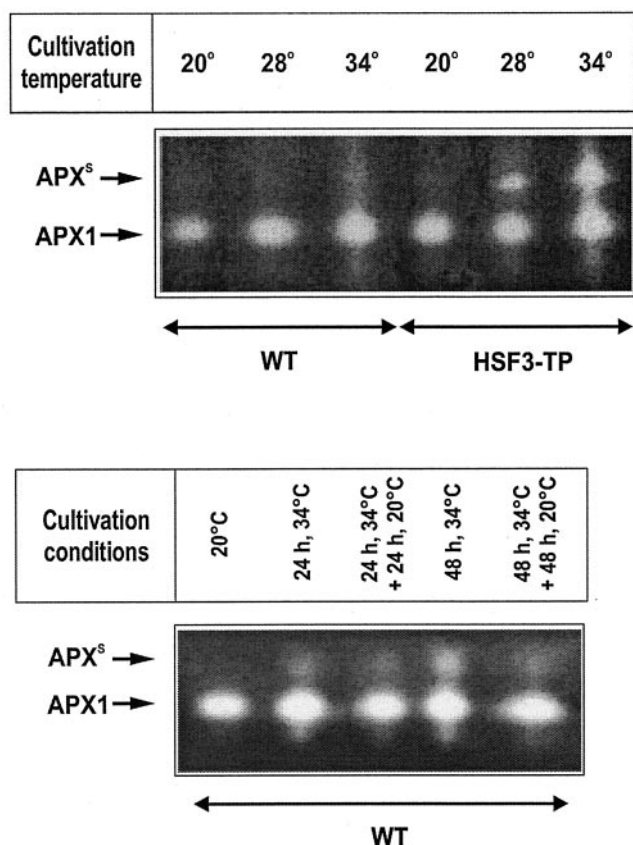 Cultivation temperature 20° 28° 34° 20° 28° 34°
APXˢ
APX1
WT HSF3-TP
Cultivation conditions 20°C 24 h, 34°C 24 h, 34°C + 24 h, 20°C 48 h, 34°C 48 h, 34°C + 48 h, 20°C
APXˢ
APX1
WT